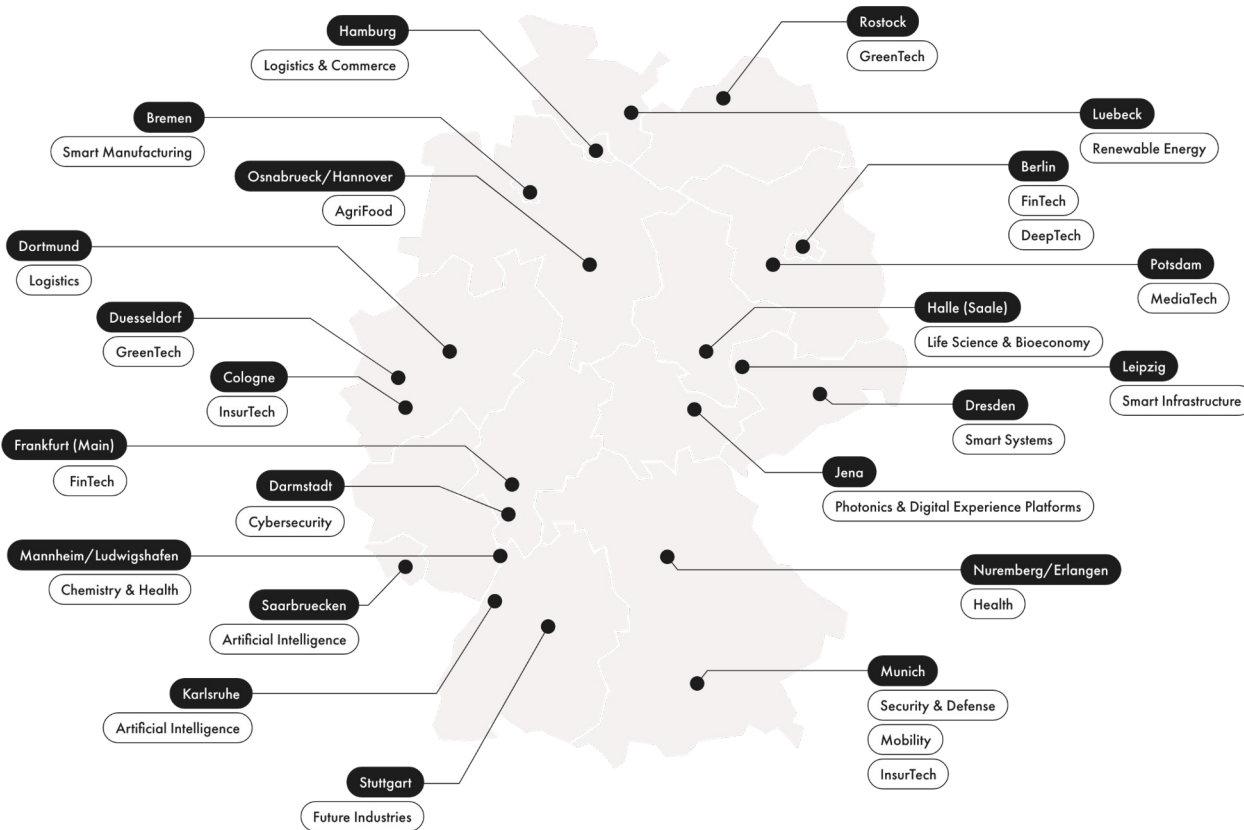 Hamburg
Logistics & Commerce
Bremen
Smart Manufacturing
Osnabrueck/Hannover
AgriFood
Dortmund
Logistics
Duesseldorf
GreenTech
Cologne
InsurTech
Frankfurt (Main)
FinTech
Darmstadt
Cybersecurity
Mannheim/Ludwigshafen
Chemistry & Health
Saarbruecken
Artificial Intelligence
Karlsruhe
Artificial Intelligence
Stuttgart
Future Industries
Rostock
GreenTech
Luebeck
Renewable Energy
Berlin
FinTech
DeepTech
Potsdam
MediaTech
Halle (Saale)
Life Science & Bioeconomy
Leipzig
Smart Infrastructure
Dresden
Smart Systems
Jena
Photonics & Digital Experience Platforms
Nuremberg/Erlangen
Health
Munich
Security & Defense
Mobility
InsurTech